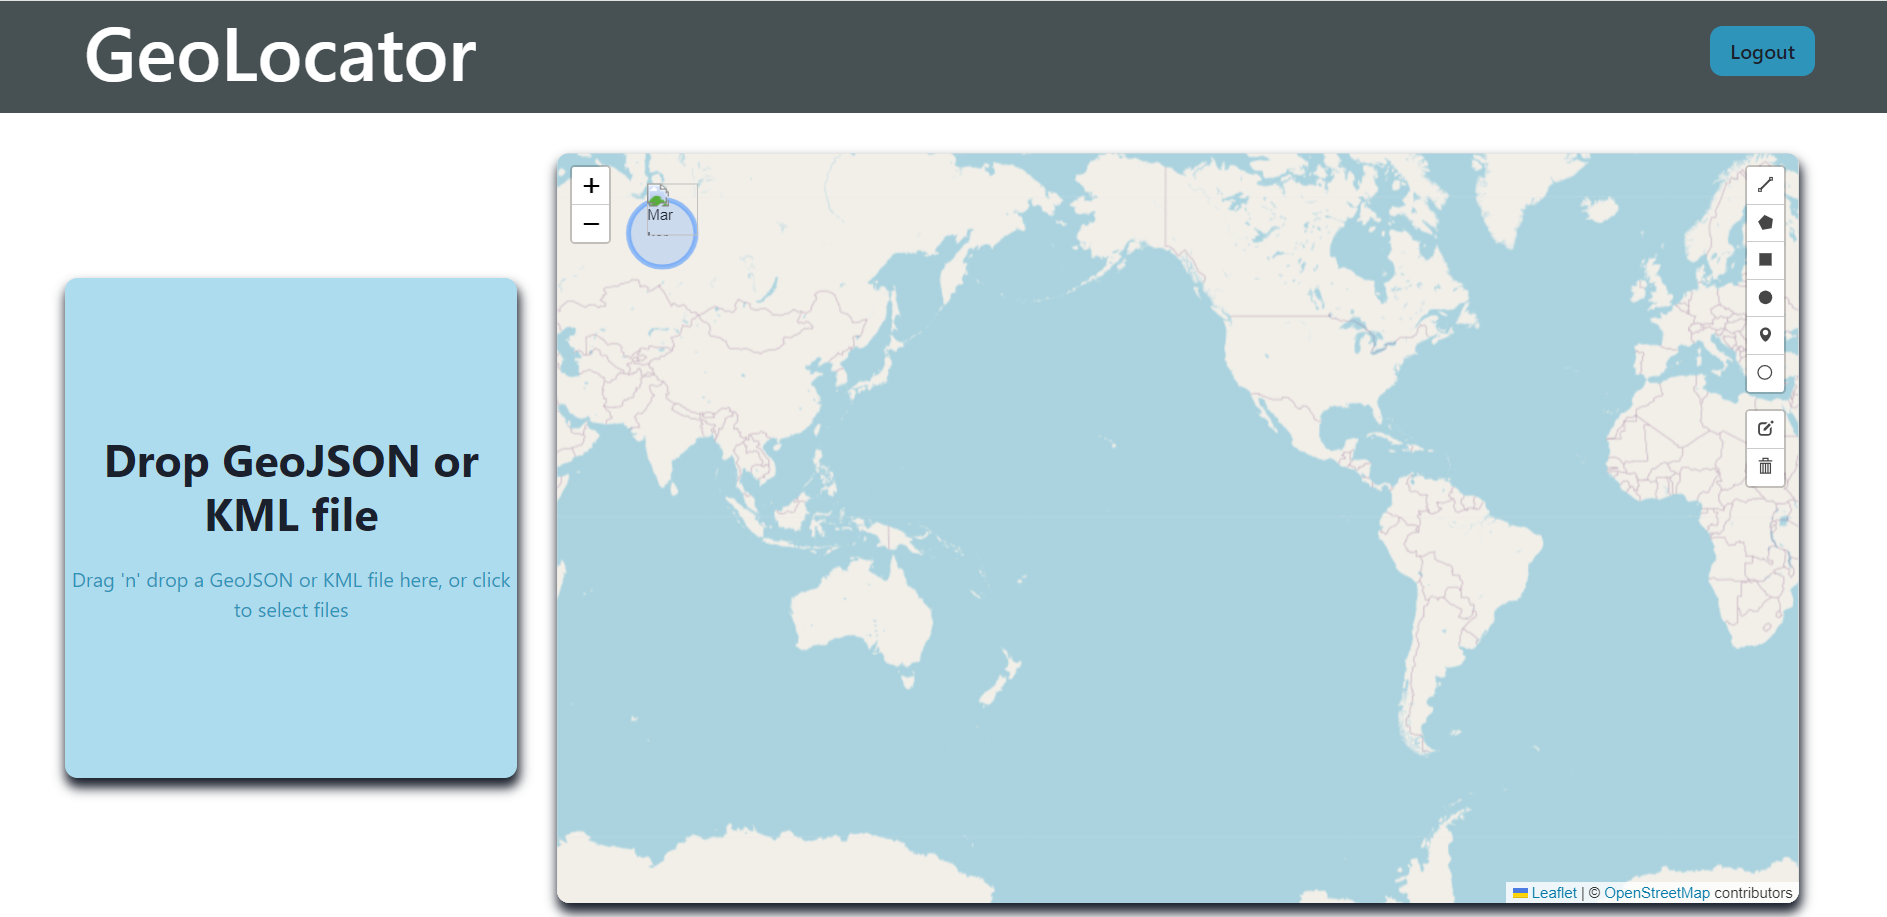 GeoLocator
Logout
+
Mar
−
Drop GeoJSON or
KML file
Drag 'n' drop a GeoJSON or KML file here, or click
to select files
Leaflet | © OpenStreetMap contributors